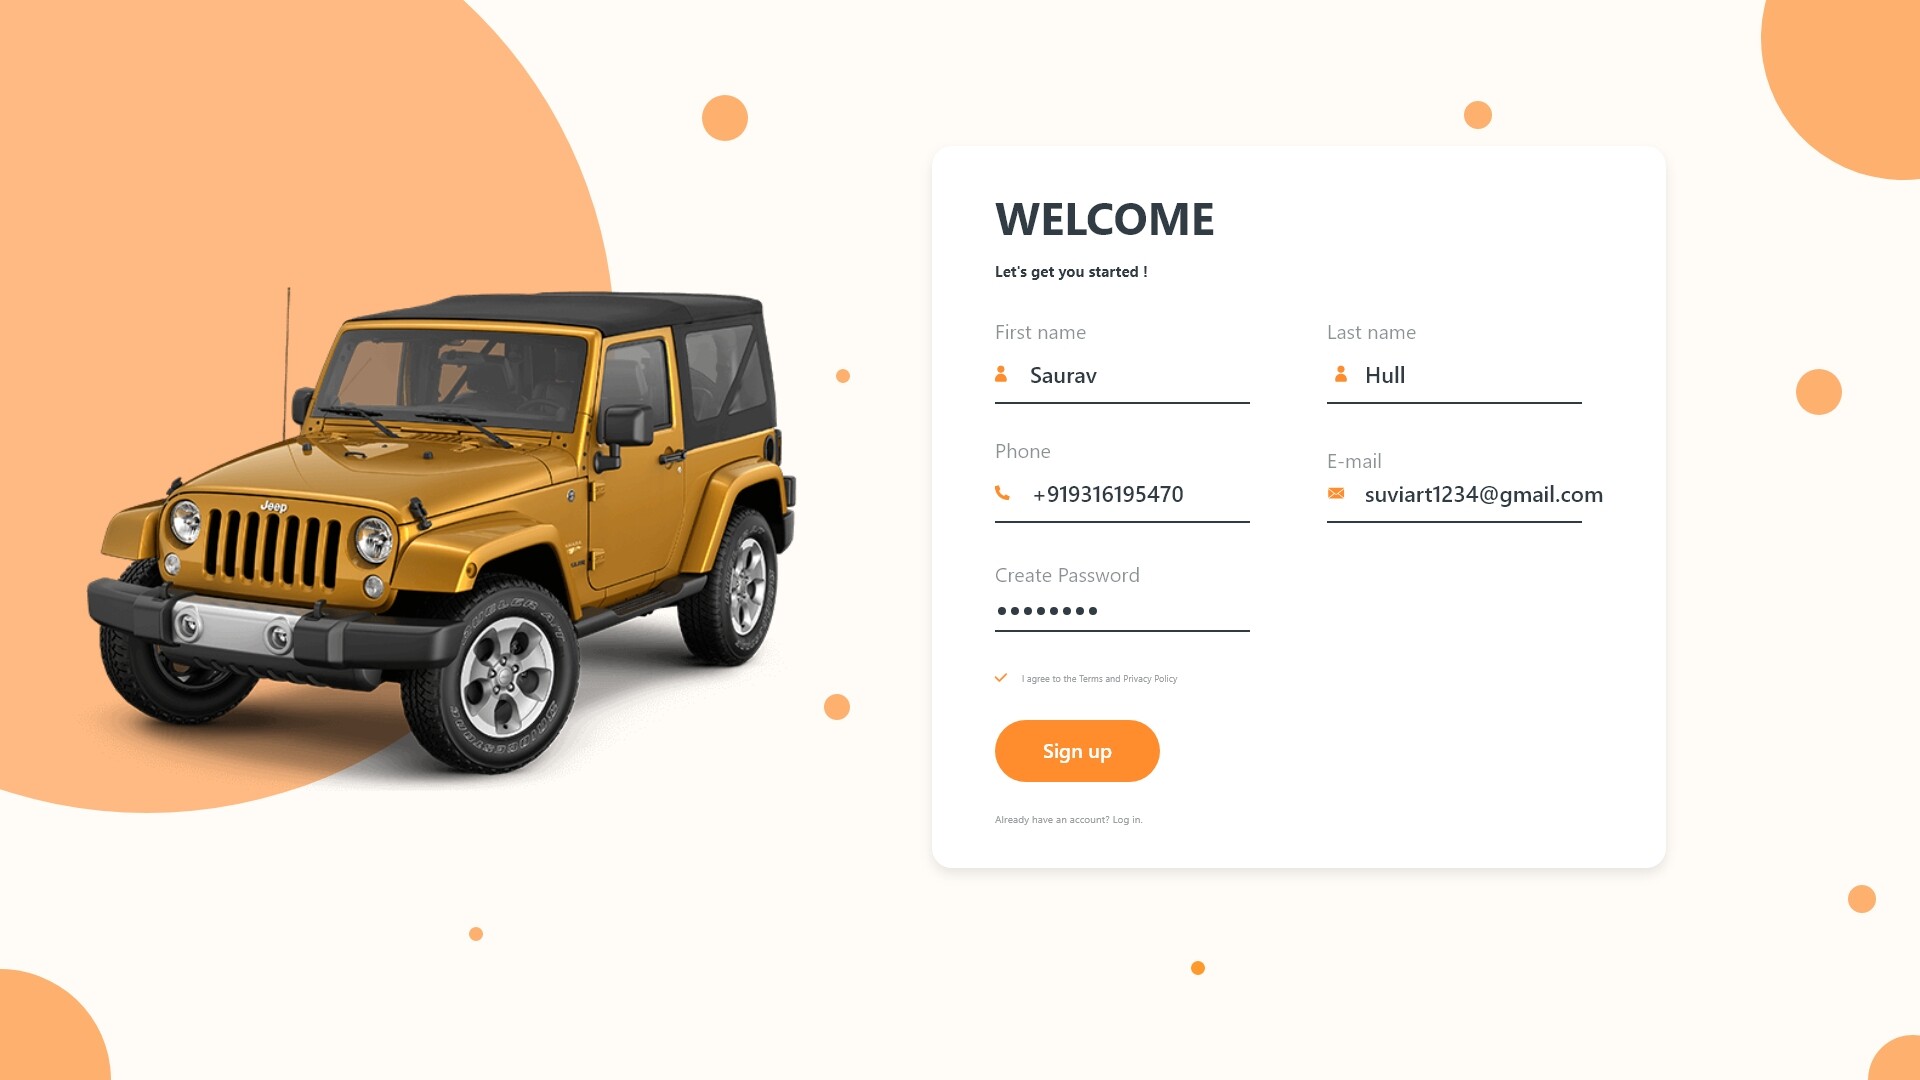 WELCOME
Let's get you started !
First name
Last name
Saurav
Hull
Phone
E-mail
+919316195470
suviart1234@gmail.com
Create Password
I agree to the Terms and Privacy Policy
Sign up
Already have an account? Log in.
Jeep